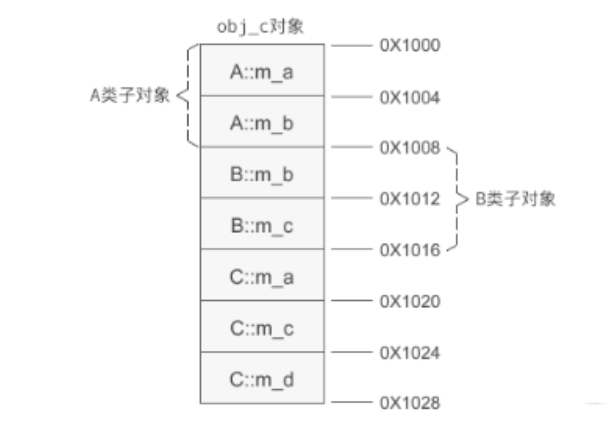 obj_c对象
0X1000
A::m_a
A类子对象
0X1004
A::m_b
0X1008
B::m_b
0X1012
B类子对象
B::m_c
0X1016
C::m_a
0X1020
C::m_c
0X1024
C::m_d
0X1028